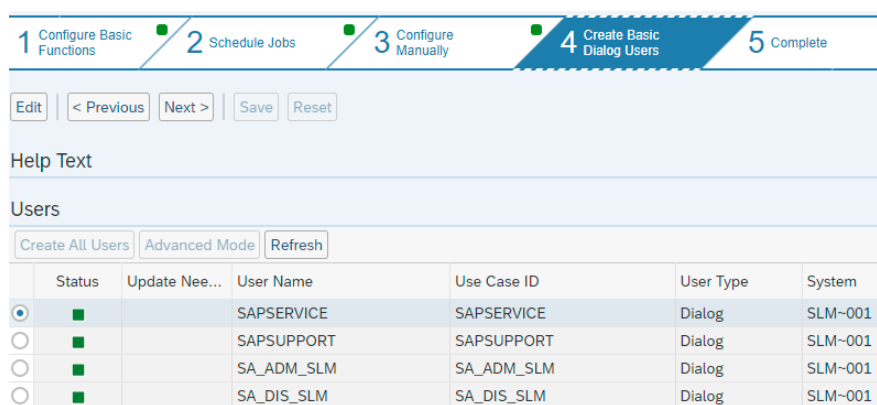 1 Configure Basic Functions
2 Schedule Jobs
3 Configure Manually
4 Create Basic Dialog Users
5 Complete
Edit < Previous Next > Save Reset
Help Text
Users
Create All Users Advanced Mode Refresh
Status Update Nee... User Name Use Case ID User Type System
SAPSERVICE SAPSERVICE Dialog SLM~001
SAPSUPPORT SAPSUPPORT Dialog SLM~001
SA_ADM_SLM SA_ADM_SLM Dialog SLM~001
SA_DIS_SLM SA_DIS_SLM Dialog SLM~001